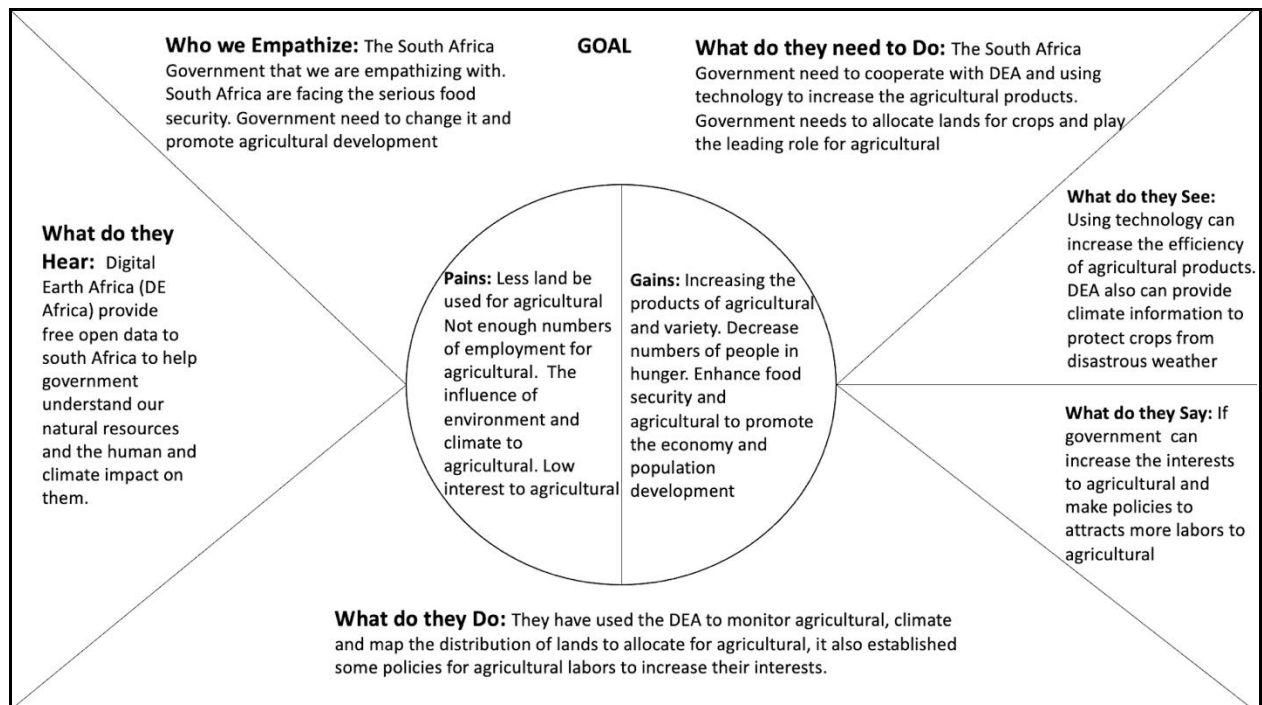 Who we Empathize: The South Africa
Government that we are empathizing with.
South Africa are facing the serious food
security. Government need to change it and
promote agricultural development
GOAL
What do they need to Do: The South Africa
Government need to cooperate with DEA and using
technology to increase the agricultural products.
Government needs to allocate lands for crops and play
the leading role for agricultural
What do they
Hear: Digital
Earth Africa (DE
Africa) provide
free open data to
south Africa to help
government
understand our
natural resources
and the human and
climate impact on
them.
Pains: Less land be
used for agricultural
Not enough numbers
of employment for
agricultural. The
influence of
environment and
climate to
agricultural. Low
interest to agricultural
Gains: Increasing the
products of agricultural
and variety. Decrease
numbers of people in
hunger. Enhance food
security and
agricultural to promote
the economy and
population
development
What do they See:
Using technology can
increase the efficiency
of agricultural products.
DEA also can provide
climate information to
protect crops from
disastrous weather
What do they Say: If
government can
increase the interests
to agricultural and
make policies to
attracts more labors to
agricultural
What do they Do: They have used the DEA to monitor agricultural, climate
and map the distribution of lands to allocate for agricultural, it also established
some policies for agricultural labors to increase their interests.